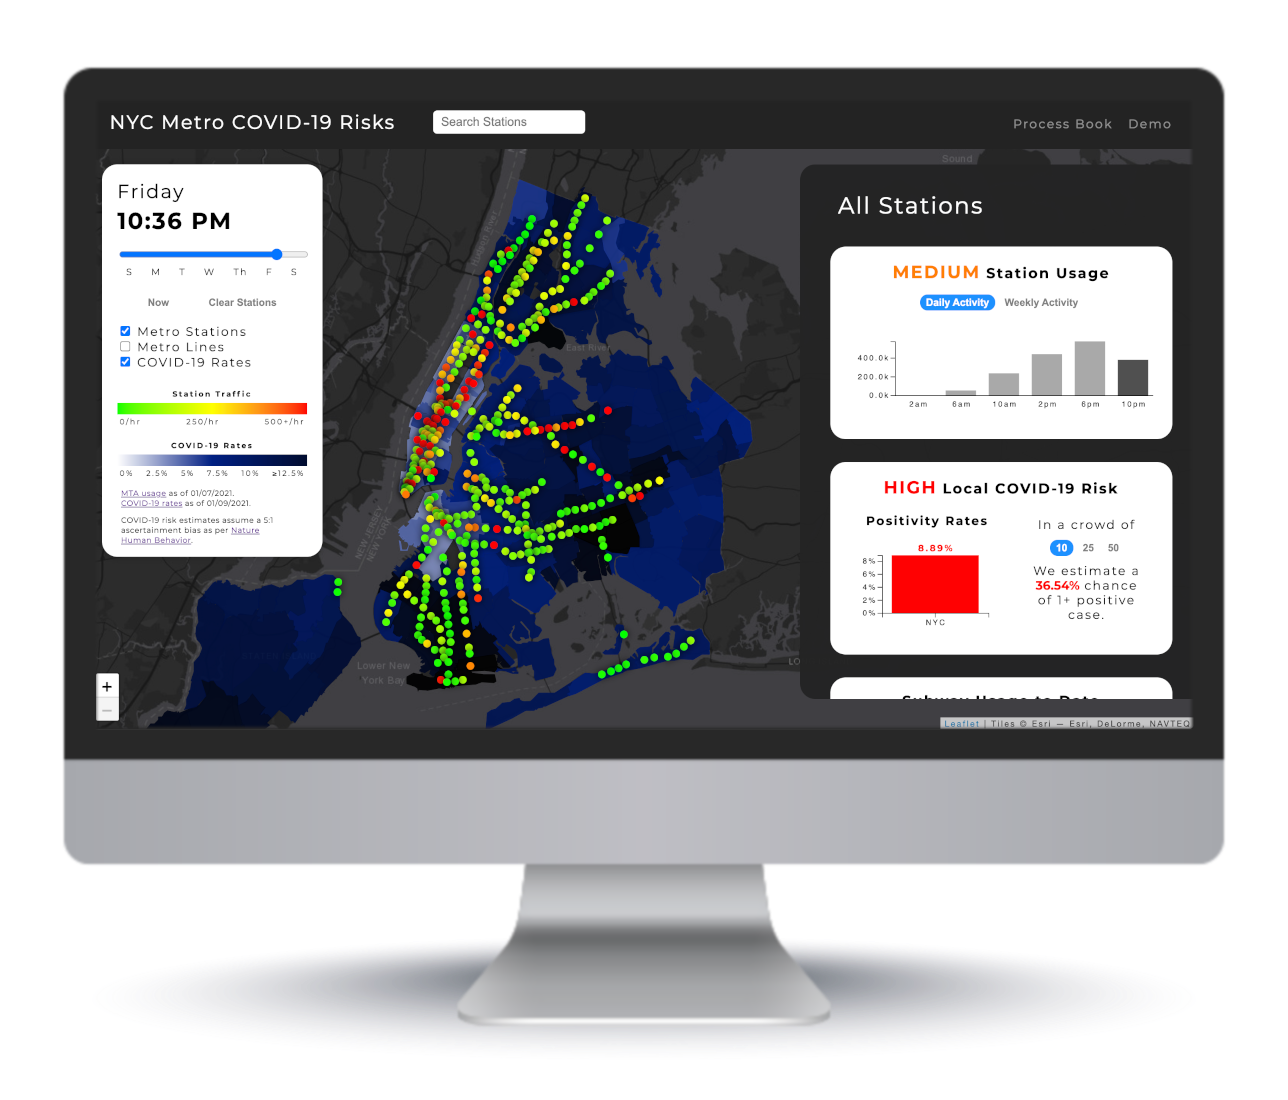 NYC Metro COVID-19 Risks
Search Stations
Process Book
Demo
Friday
10:36 PM
S M T W Th F S
Now
Clear Stations
Metro Stations
Metro Lines
COVID-19 Rates
Station Traffic
0/hr 250/hr 500+/hr
COVID-19 Rates
0% 2.5% 5% 7.5% 10% ≥12.5%
MTA usage as of 01/07/2021.
COVID-19 rates as of 01/09/2021.
COVID-19 risk estimates assume a 5:1
ascertainment bias as per Nature
Human Behavior.
+
−
Sound
Hudson River
East River
NEW JERSEY
NEW YORK
Lower New
York Bay
LO
All Stations
MEDIUM Station Usage
Daily Activity
Weekly Activity
400.0k
200.0k
0.0k
2am 6am 10am 2pm 6pm 10pm
HIGH Local COVID-19 Risk
Positivity Rates
8.89%
8%
6%
4%
2%
0%
NYC
In a crowd of
10 25 50
We estimate a
36.54% chance
of 1+ positive
case.
Subway Usage to Date
Leaflet | Tiles © Esri — Esri, DeLorme, NAVTEQ